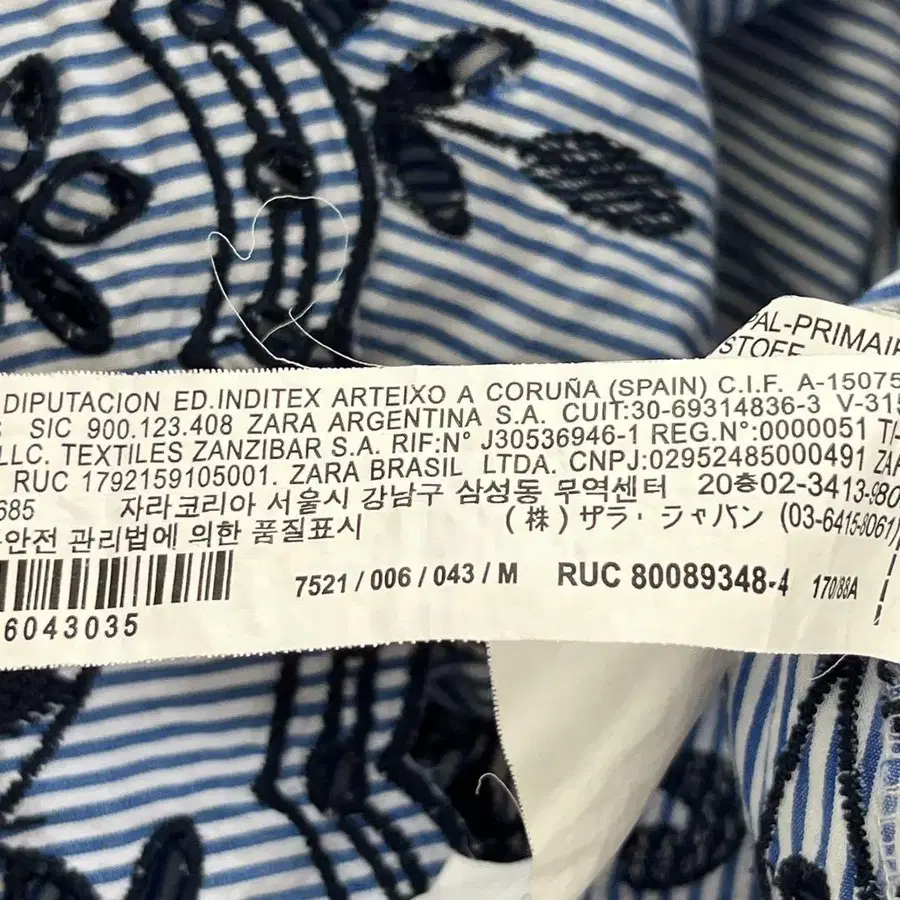 PAL-PRIMAIR
STOFF
DIPUTACION ED.INDITEX ARTEIXO A CORUÑA (SPAIN) C.I.F. A-15075
SIC 900.123.408 ZARA ARGENTINA S.A. CUIT:30-69314836-3 V-315
LLC. TEXTILES ZANZIBAR S.A. RIF:N° J30536946-1 REG.N°:0000051 TI-
RUC 1792159105001. ZARA BRASIL LTDA. CNPJ:02952485000491 ZAR
685 자라코리아 서울시 강남구 삼성동 무역센터 20층02-3413-980
안전 관리법에 의한 품질표시 (株) ザラ・ジャパン (03-6415-8061)
7521 / 006 / 043 / M RUC 80089348-4 170/88A
6043035